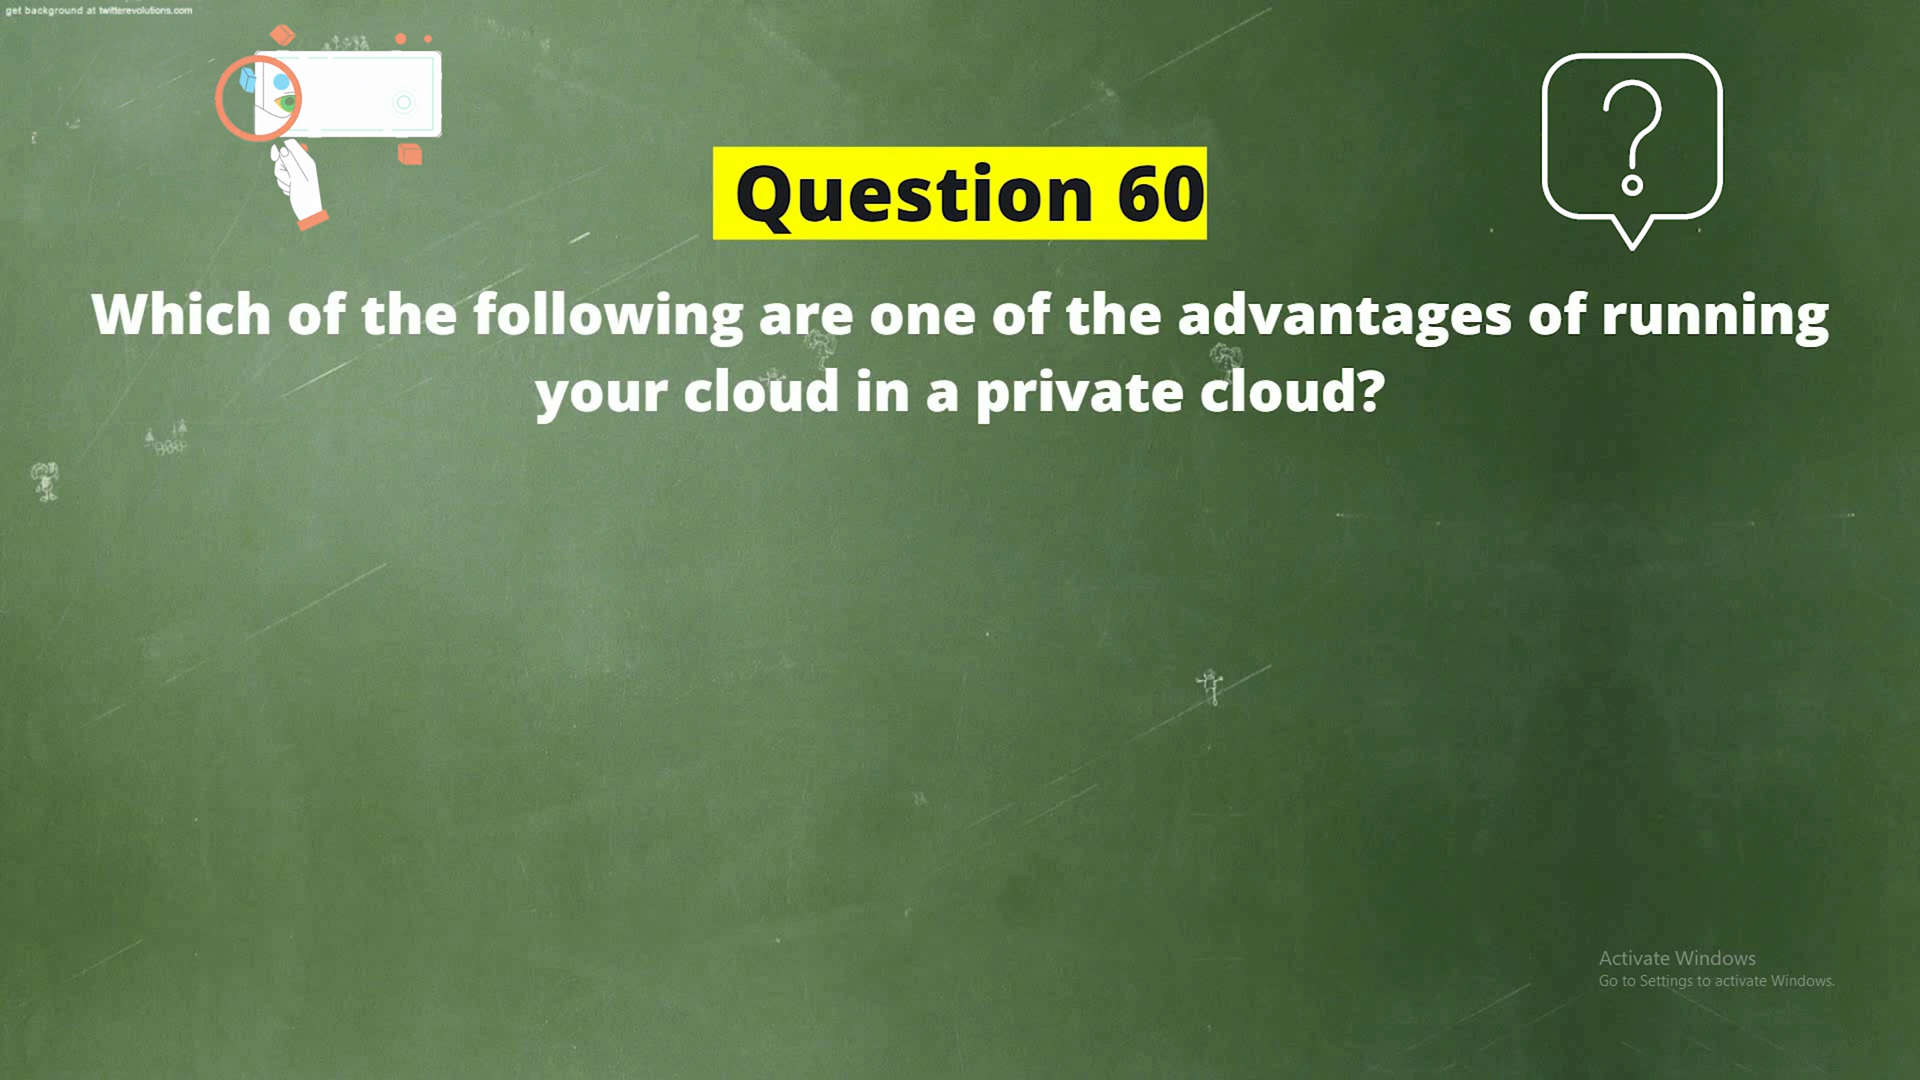 get background at twitterevolutions.com
Question 60
Which of the following are one of the advantages of running
your cloud in a private cloud?
Activate Windows
Go to Settings to activate Windows.